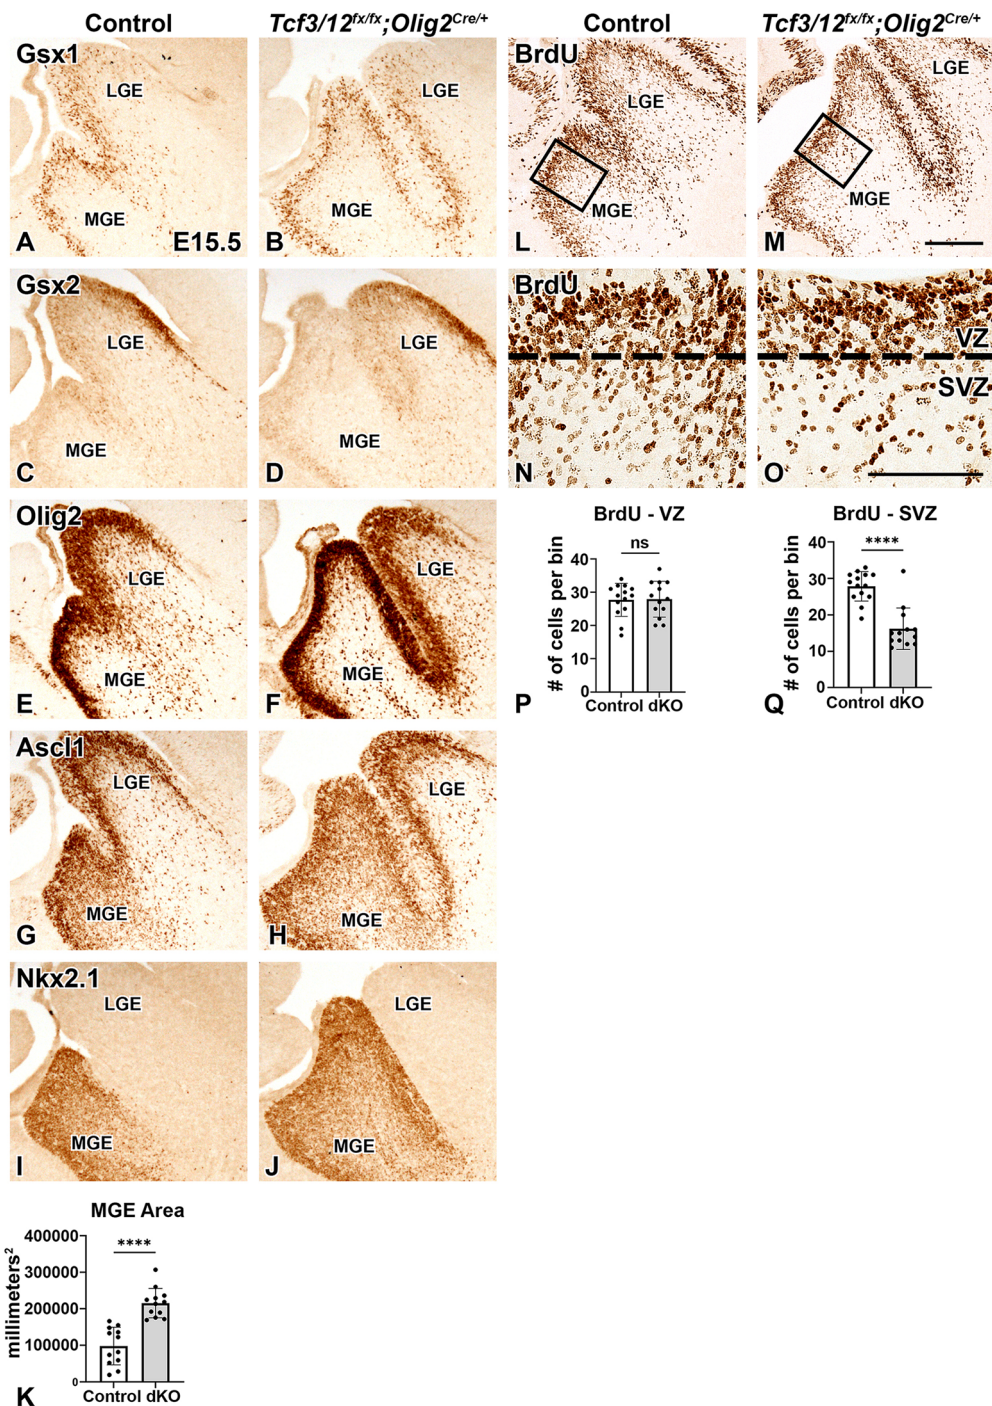 Control
Tcf3/12fx/fx;Olig2Cre/+
Control
Tcf3/12fx/fx;Olig2Cre/+
Gsx1
LGE
MGE
A
E15.5
LGE
MGE
B
BrdU
LGE
MGE
L
LGE
MGE
M
Gsx2
LGE
MGE
C
LGE
MGE
D
BrdU
N
VZ
SVZ
O
Olig2
LGE
MGE
E
LGE
MGE
F
BrdU - VZ
ns
# of cells per bin
40
30
20
10
0
Control dKO
P
BrdU - SVZ
****
# of cells per bin
40
30
20
10
0
Control dKO
Q
Ascl1
LGE
MGE
G
LGE
MGE
H
Nkx2.1
LGE
MGE
I
LGE
MGE
J
MGE Area
****
millimeters2
400000
300000
200000
100000
0
Control dKO
K